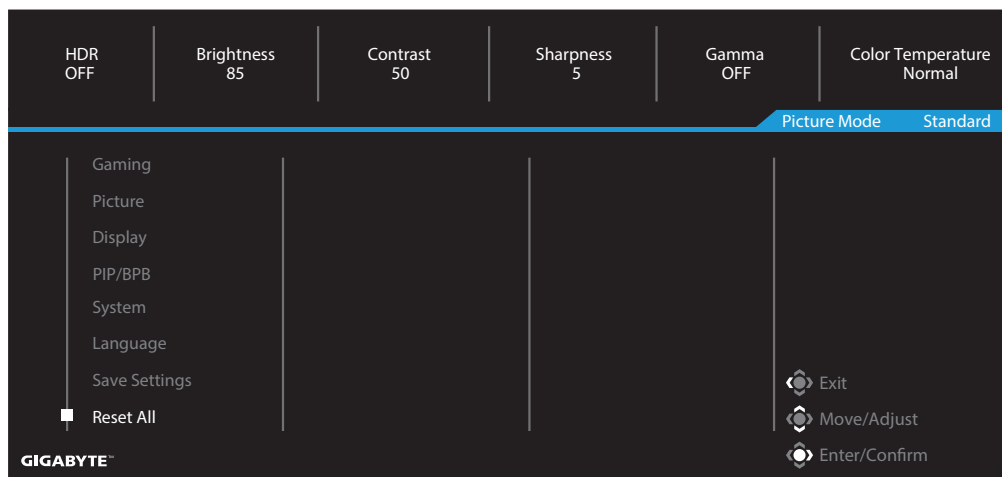 HDR
OFF
Brightness
85
Contrast
50
Sharpness
5
Gamma
OFF
Color Temperature
Normal
Picture Mode Standard
Gaming
Picture
Display
PIP/BPB
System
Language
Save Settings
Reset All
Exit
Move/Adjust
Enter/Confirm
GIGABYTE™